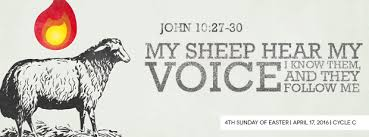 JOHN 10:27-30
MY SHEEP HEAR MY
VOICE
I KNOW THEM,
AND THEY
FOLLOW ME
4TH SUNDAY OF EASTER | APRIL 17, 2016 | CYCLE C